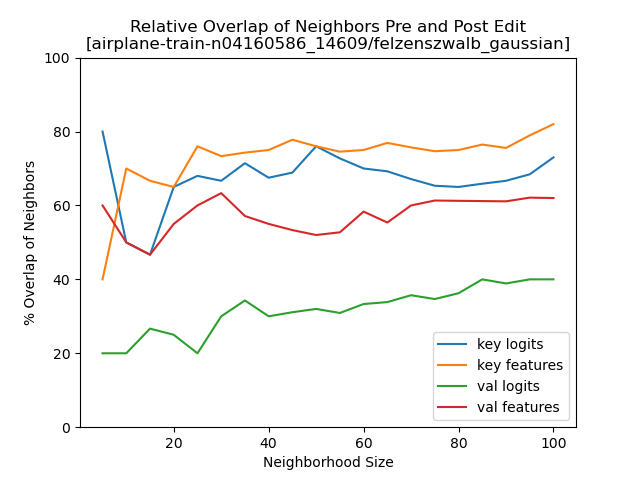 Relative Overlap of Neighbors Pre and Post Edit
[airplane-train-n04160586_14609/felzenszwalb_gaussian]
% Overlap of Neighbors
100
80
60
40
20
0
20
40
60
80
100
Neighborhood Size
key logits
key features
val logits
val features